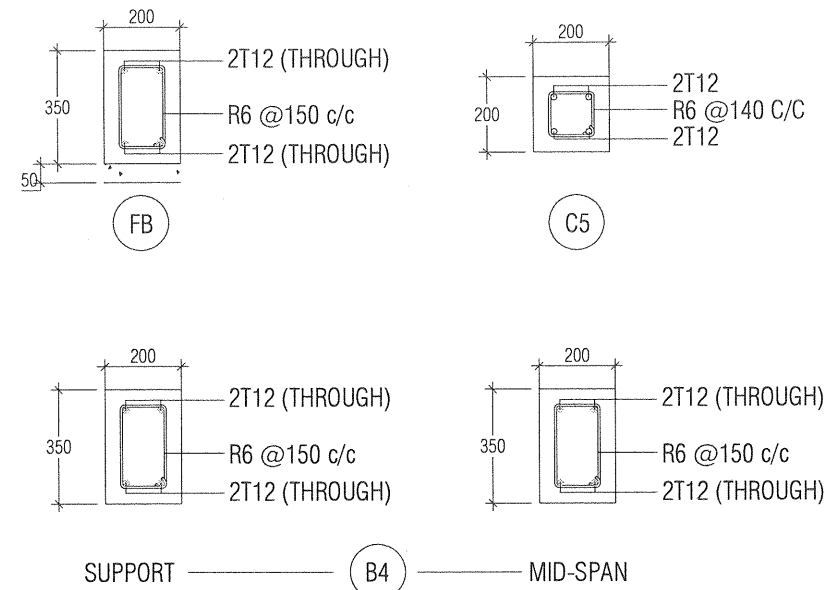 200
2T12 (THROUGH)
350
R6 @150 c/c
2T12 (THROUGH)
50
FB
200
2T12
200
R6 @140 C/C
2T12
C5
200
2T12 (THROUGH)
350
R6 @150 c/c
2T12 (THROUGH)
200
2T12 (THROUGH)
350
R6 @150 c/c
2T12 (THROUGH)
SUPPORT B4 MID-SPAN